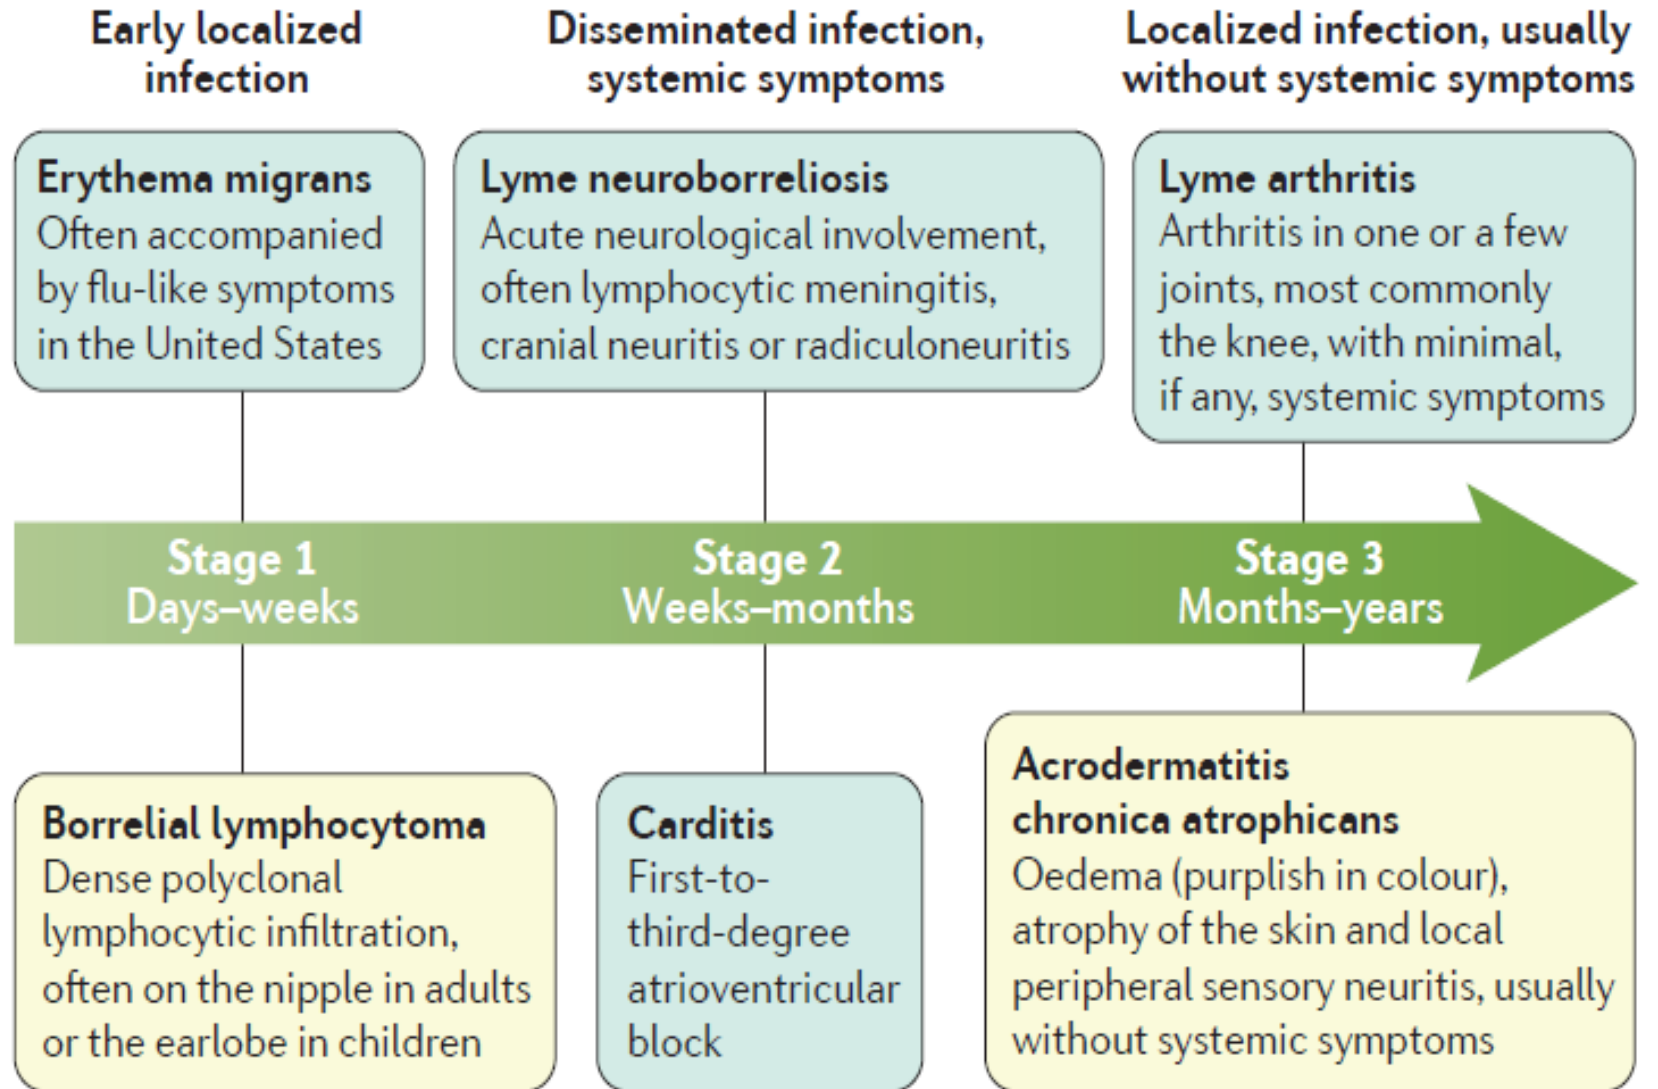 Early localized
infection
Disseminated infection,
systemic symptoms
Localized infection, usually
without systemic symptoms
Erythema migrans
Often accompanied
by flu-like symptoms
in the United States
Lyme neuroborreliosis
Acute neurological involvement,
often lymphocytic meningitis,
cranial neuritis or radiculoneuritis
Lyme arthritis
Arthritis in one or a few
joints, most commonly
the knee, with minimal,
if any, systemic symptoms
Stage 1
Days–weeks
Stage 2
Weeks–months
Stage 3
Months–years
Borrelial lymphocytoma
Dense polyclonal
lymphocytic infiltration,
often on the nipple in adults
or the earlobe in children
Carditis
First-to-
third-degree
atrioventricular
block
Acrodermatitis
chronica atrophicans
Oedema (purplish in colour),
atrophy of the skin and local
peripheral sensory neuritis, usually
without systemic symptoms